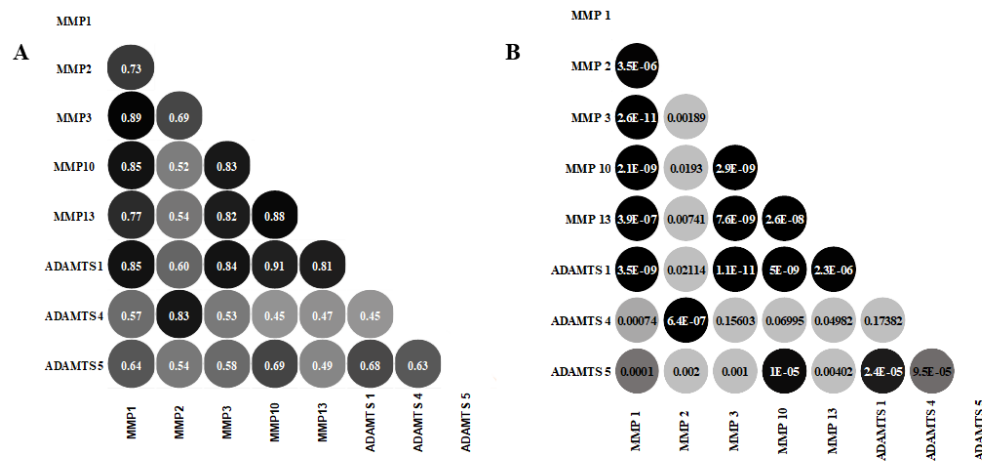 A
MMP1
MMP2 0.73
MMP3 0.89 0.69
MMP10 0.85 0.52 0.83
MMP13 0.77 0.54 0.82 0.88
ADAMTS1 0.85 0.60 0.84 0.91 0.81
ADAMTS4 0.57 0.83 0.53 0.45 0.47 0.45
ADAMTS5 0.64 0.54 0.58 0.69 0.49 0.68 0.63
MMP1 MMP2 MMP3 MMP10 MMP13 ADAMTS 1 ADAMTS 4 ADAMTS 5
B
MMP 1
MMP 2 3.5E-06
MMP 3 2.6E-11 0.00189
MMP 10 2.1E-09 0.0193 2.9E-09
MMP 13 3.9E-07 0.00741 7.6E-09 2.6E-08
ADAMTS 1 3.5E-09 0.02114 1.1E-11 5E-09 2.3E-06
ADAMTS 4 0.00074 6.4E-07 0.15603 0.06995 0.04982 0.17382
ADAMTS 5 0.0001 0.002 0.001 1E-05 0.00402 2.4E-05 9.5E-05
MMP 1 MMP 2 MMP 3 MMP 10 MMP 13 ADAMTS 1 ADAMTS 4 ADAMTS 5